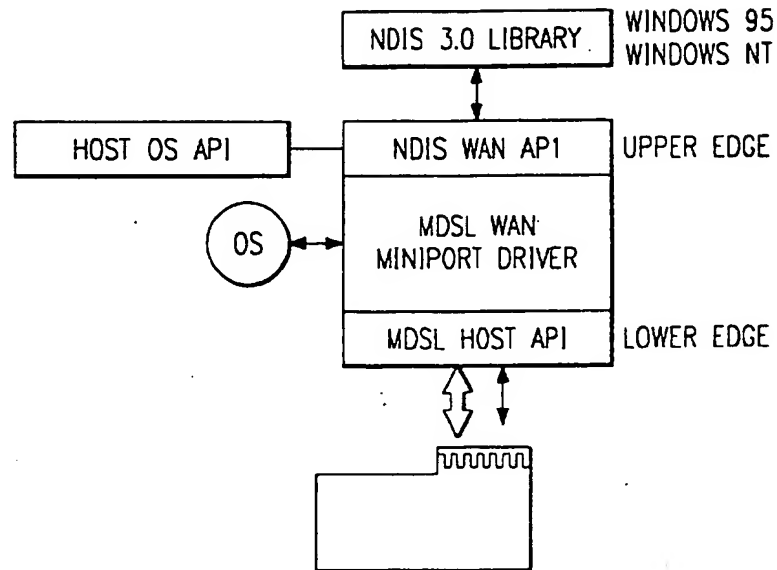 NDIS 3.0 LIBRARY
WINDOWS 95
WINDOWS NT
HOST OS API
NDIS WAN AP1
UPPER EDGE
OS
MDSL WAN
MINIPORT DRIVER
MDSL HOST API
LOWER EDGE